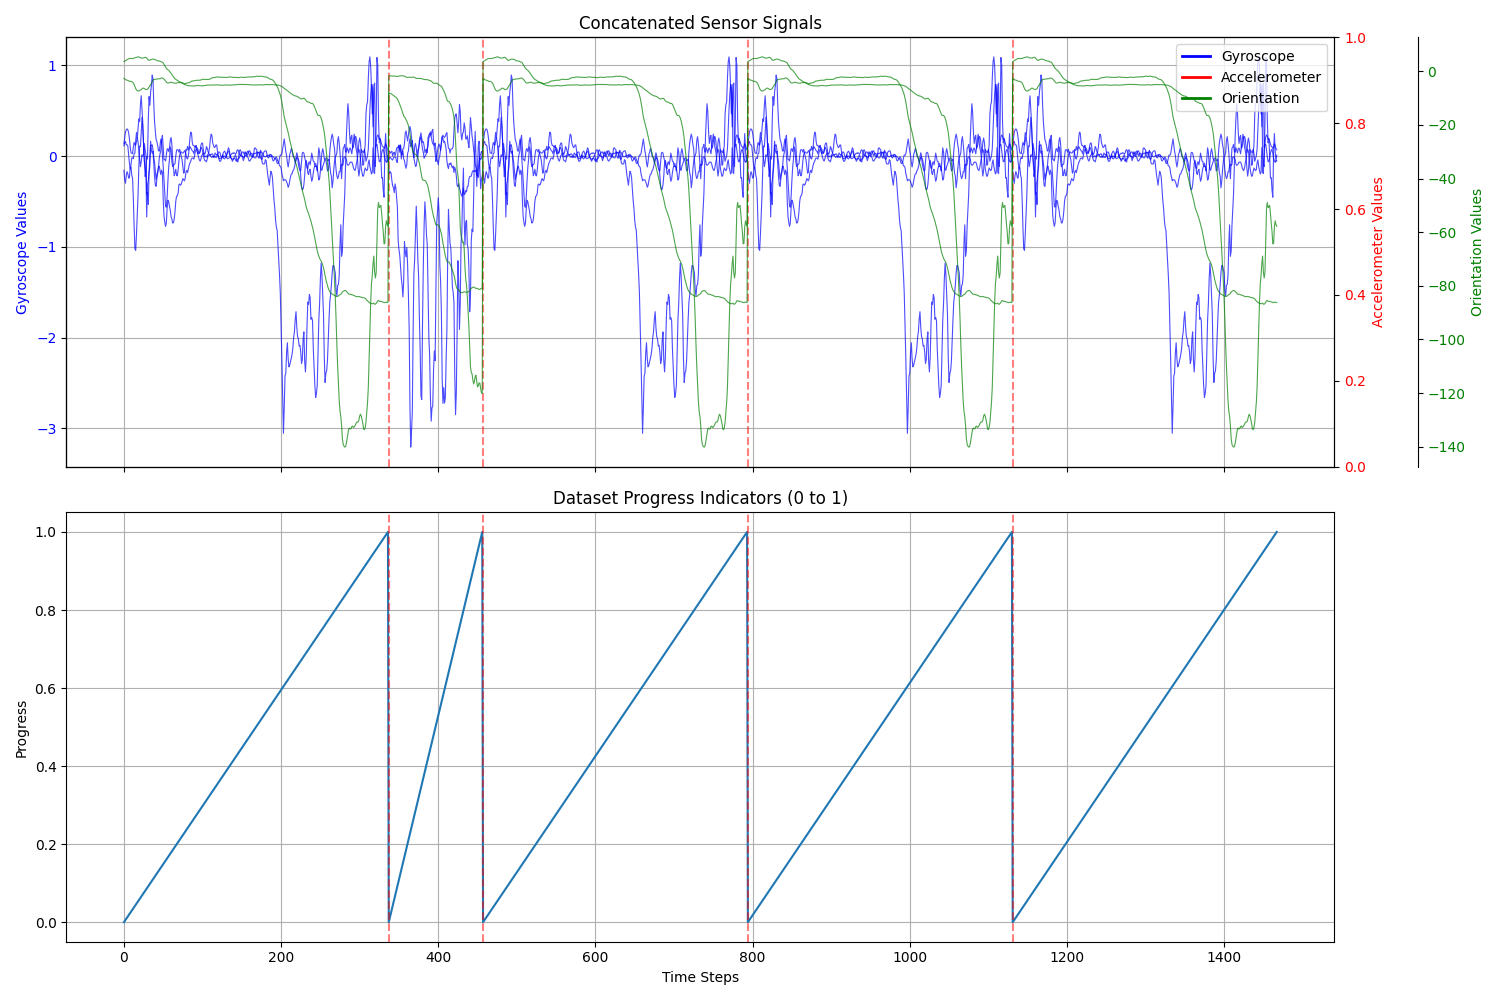 Concatenated Sensor Signals
Gyroscope Values
1
0
−1
−2
−3
Gyroscope
Accelerometer
Orientation
1.0
0.8
0.6
0.4
0.2
0.0
Accelerometer Values
0
−20
−40
−60
−80
−100
−120
−140
Orientation Values
Dataset Progress Indicators (0 to 1)
Progress
1.0
0.8
0.6
0.4
0.2
0.0
0 200 400 600 800 1000 1200 1400
Time Steps